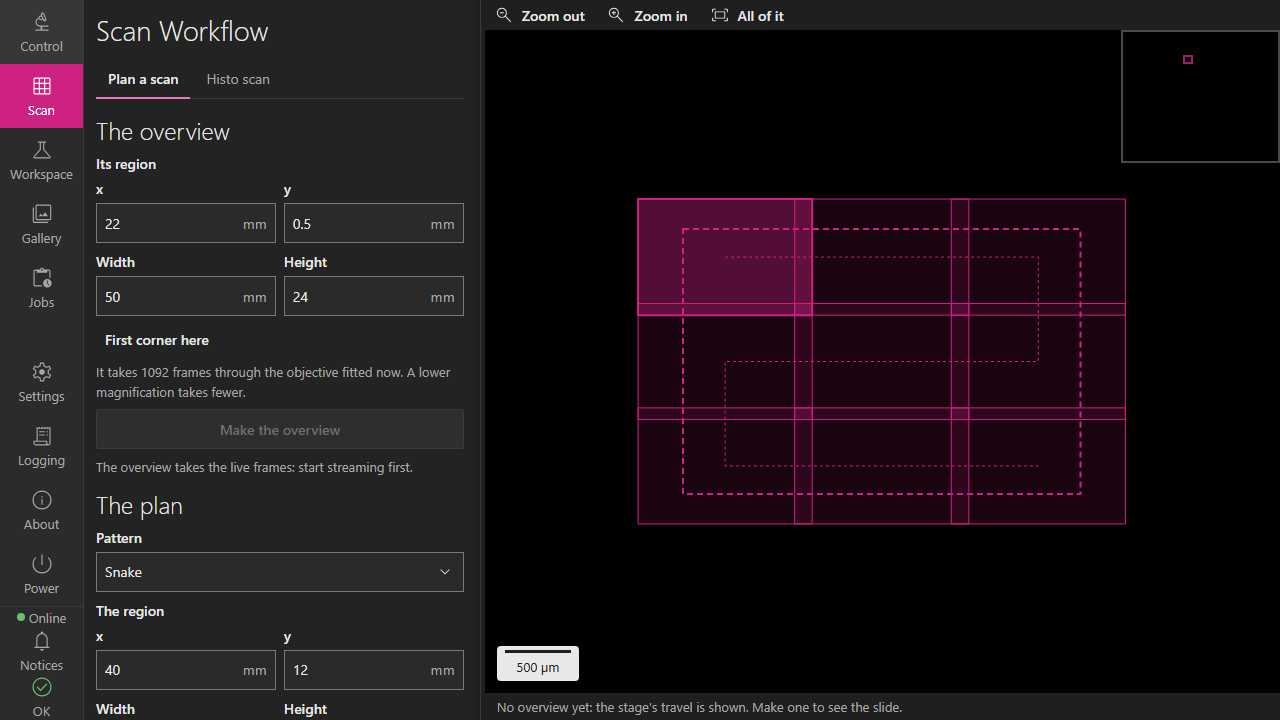 Control
Scan
Workspace
Gallery
Jobs
Settings
Logging
About
Power
Online
Notices
OK
Scan Workflow
Plan a scan
Histo scan
The overview
Its region
x
y
22 mm
0.5 mm
Width
Height
50 mm
24 mm
First corner here
It takes 1092 frames through the objective fitted now. A lower
magnification takes fewer.
Make the overview
The overview takes the live frames: start streaming first.
The plan
Pattern
Snake
The region
x
y
40 mm
12 mm
Width
Height
Zoom out
Zoom in
All of it
500 µm
No overview yet: the stage's travel is shown. Make one to see the slide.